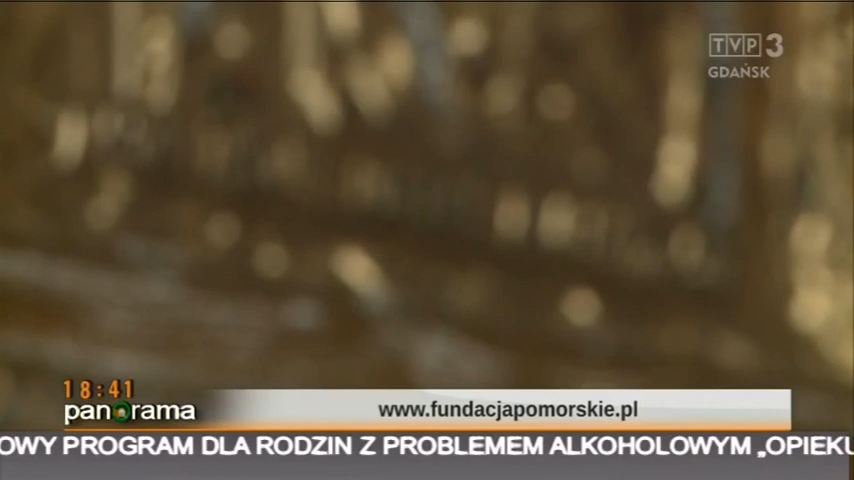 TVP3
GDAŃSK
18:41
panorama
www.fundacjapomorskie.pl
OWY PROGRAM DLA RODZIN Z PROBLEMEM ALKOHOLOWYM „OPIEKU